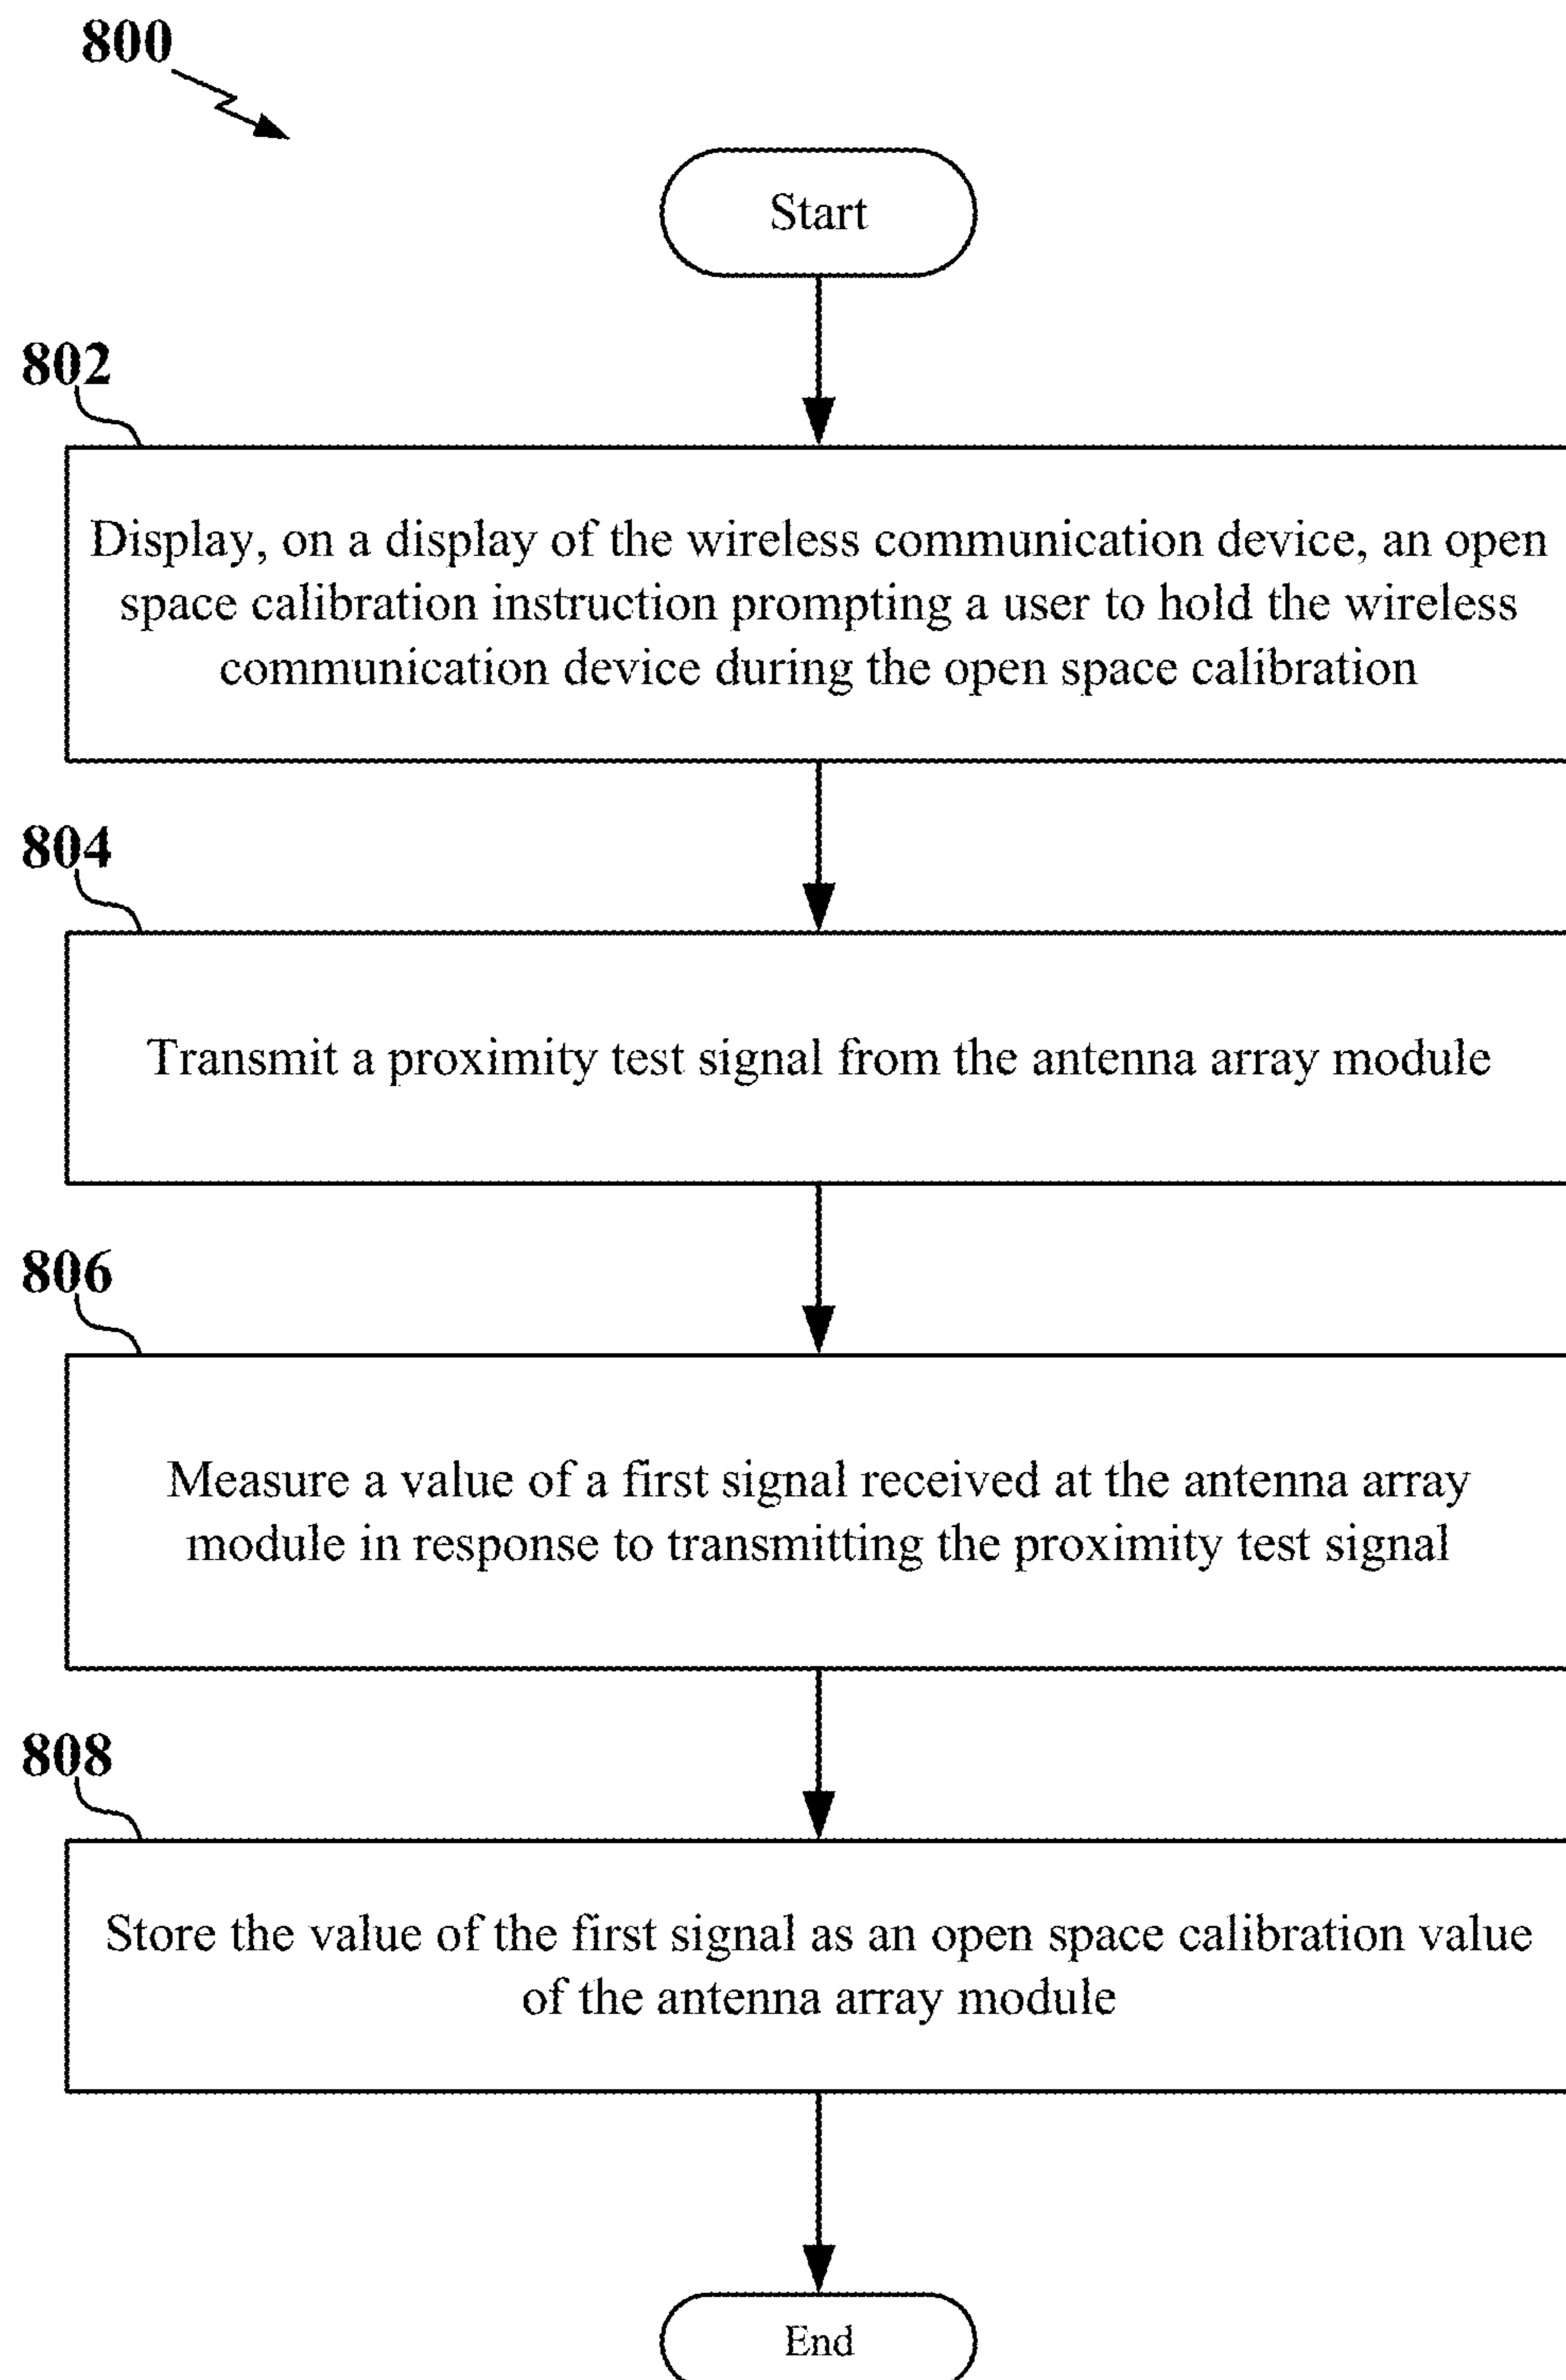 800
Start
802
Display, on a display of the wireless communication device, an open
space calibration instruction prompting a user to hold the wireless
communication device during the open space calibration
804
Transmit a proximity test signal from the antenna array module
806
Measure a value of a first signal received at the antenna array
module in response to transmitting the proximity test signal
808
Store the value of the first signal as an open space calibration value
of the antenna array module
End